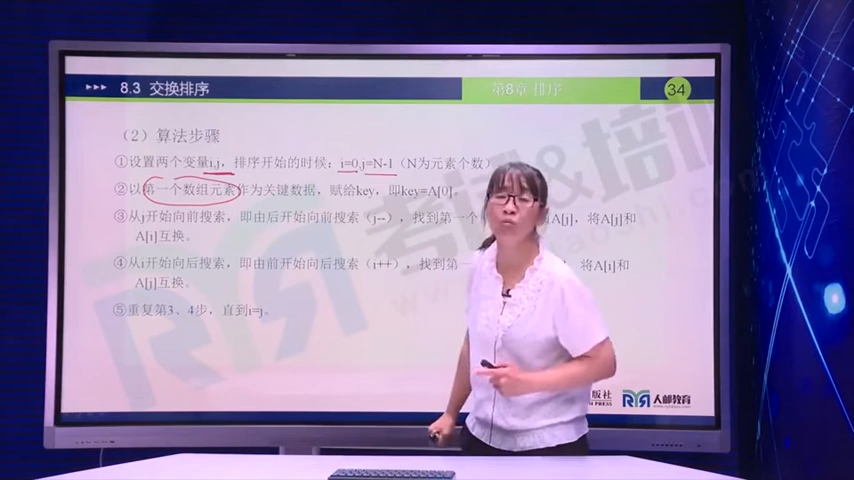 8.3 交换排序
第8章 排序
34
（2）算法步骤
①设置两个变量i,j，排序开始的时候：i=0,j=N-1（N为元素个数）
②以第一个数组元素作为关键数据，赋给key，即key=A[0]。
③从j开始向前搜索，即由后开始向前搜索（j--），找到第一个 A[j]，将A[j]和
A[i]互换。
④从i开始向后搜索，即由前开始向后搜索（i++），找到第一 ，将A[i]和
A[j]互换。
⑤重复第3、4步，直到i=j。
版社
PRESS
人邮教育
考研&培训